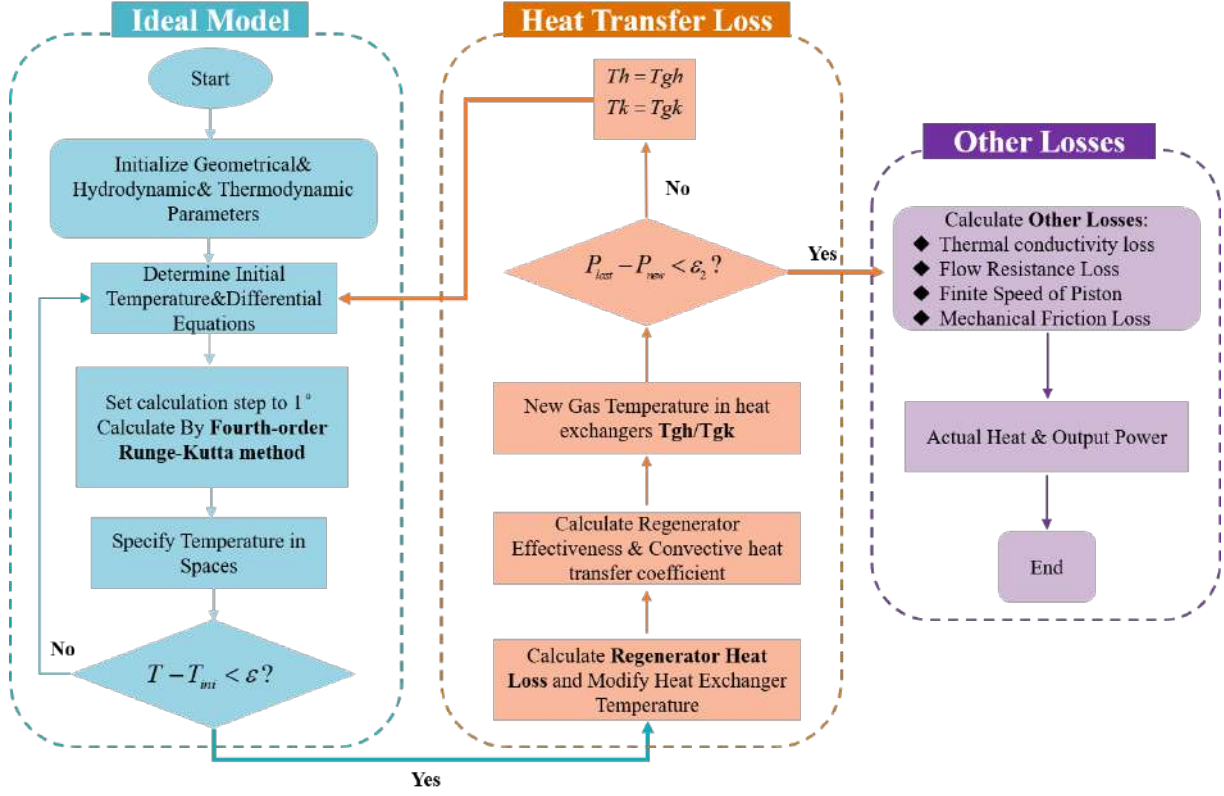 Ideal Model
Start
Initialize Geometrical&
Hydrodynamic& Thermodynamic
Parameters
Determine Initial
Temperature&Differential
Equations
Set calculation step to 1°
Calculate By Fourth-order
Runge-Kutta method
Specify Temperature in
Spaces
No
T − T_ini < ε?
Yes
Heat Transfer Loss
Th = Tgh
Tk = Tgk
No
P_last − P_new < ε_2 ?
Yes
New Gas Temperature in heat
exchangers Tgh/Tgk
Calculate Regenerator
Effectiveness & Convective heat
transfer coefficient
Calculate Regenerator Heat
Loss and Modify Heat Exchanger
Temperature
Other Losses
Calculate Other Losses:
◆ Thermal conductivity loss
◆ Flow Resistance Loss
◆ Finite Speed of Piston
◆ Mechanical Friction Loss
Actual Heat & Output Power
End